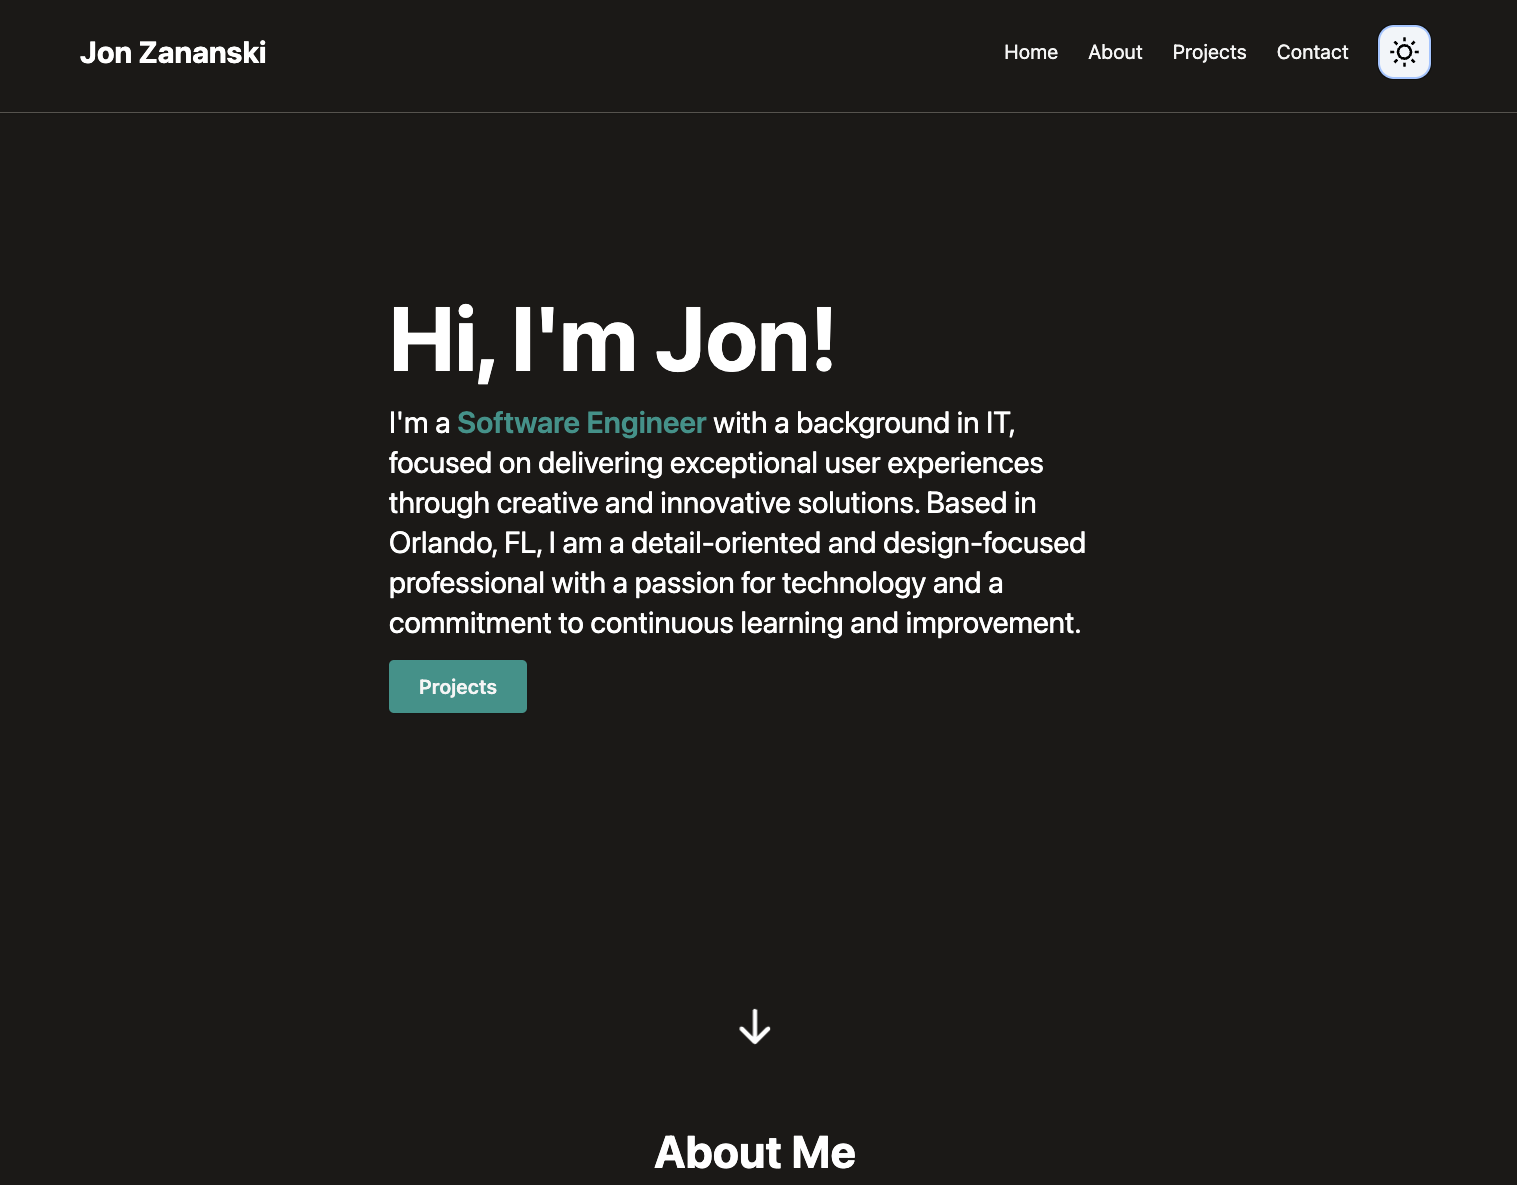 Jon Zananski
Home About Projects Contact
Hi, I'm Jon!
I'm a Software Engineer with a background in IT,
focused on delivering exceptional user experiences
through creative and innovative solutions. Based in
Orlando, FL, I am a detail-oriented and design-focused
professional with a passion for technology and a
commitment to continuous learning and improvement.
Projects
About Me